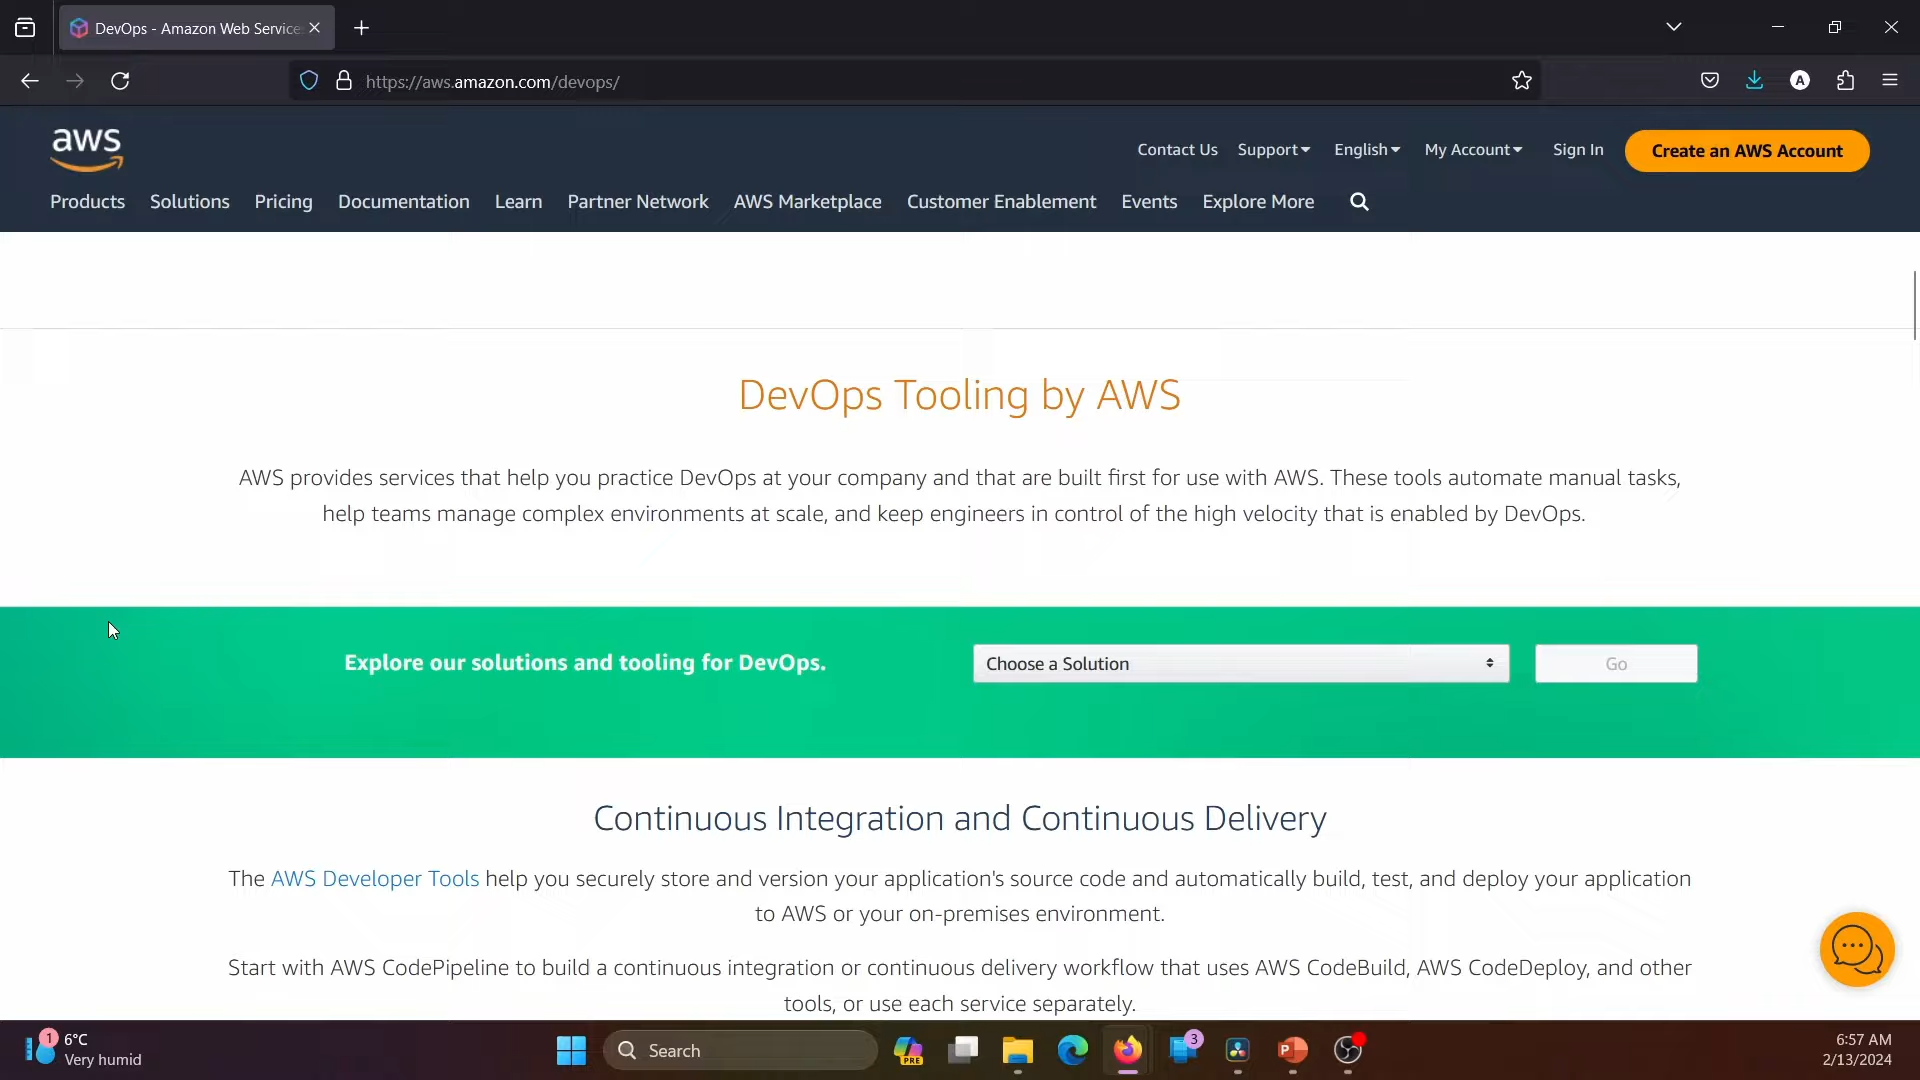 DevOps - Amazon Web Service
https://aws.amazon.com/devops/
A
aws
Contact Us Support English My Account Sign In Create an AWS Account
Products Solutions Pricing Documentation Learn Partner Network AWS Marketplace Customer Enablement Events Explore More
DevOps Tooling by AWS
AWS provides services that help you practice DevOps at your company and that are built first for use with AWS. These tools automate manual tasks,
help teams manage complex environments at scale, and keep engineers in control of the high velocity that is enabled by DevOps.
Explore our solutions and tooling for DevOps. Choose a Solution Go
Continuous Integration and Continuous Delivery
The AWS Developer Tools help you securely store and version your application's source code and automatically build, test, and deploy your application
to AWS or your on-premises environment.
Start with AWS CodePipeline to build a continuous integration or continuous delivery workflow that uses AWS CodeBuild, AWS CodeDeploy, and other
tools, or use each service separately.
1 6°C
Very humid
Search
PRE
3
P
6:57 AM
2/13/2024